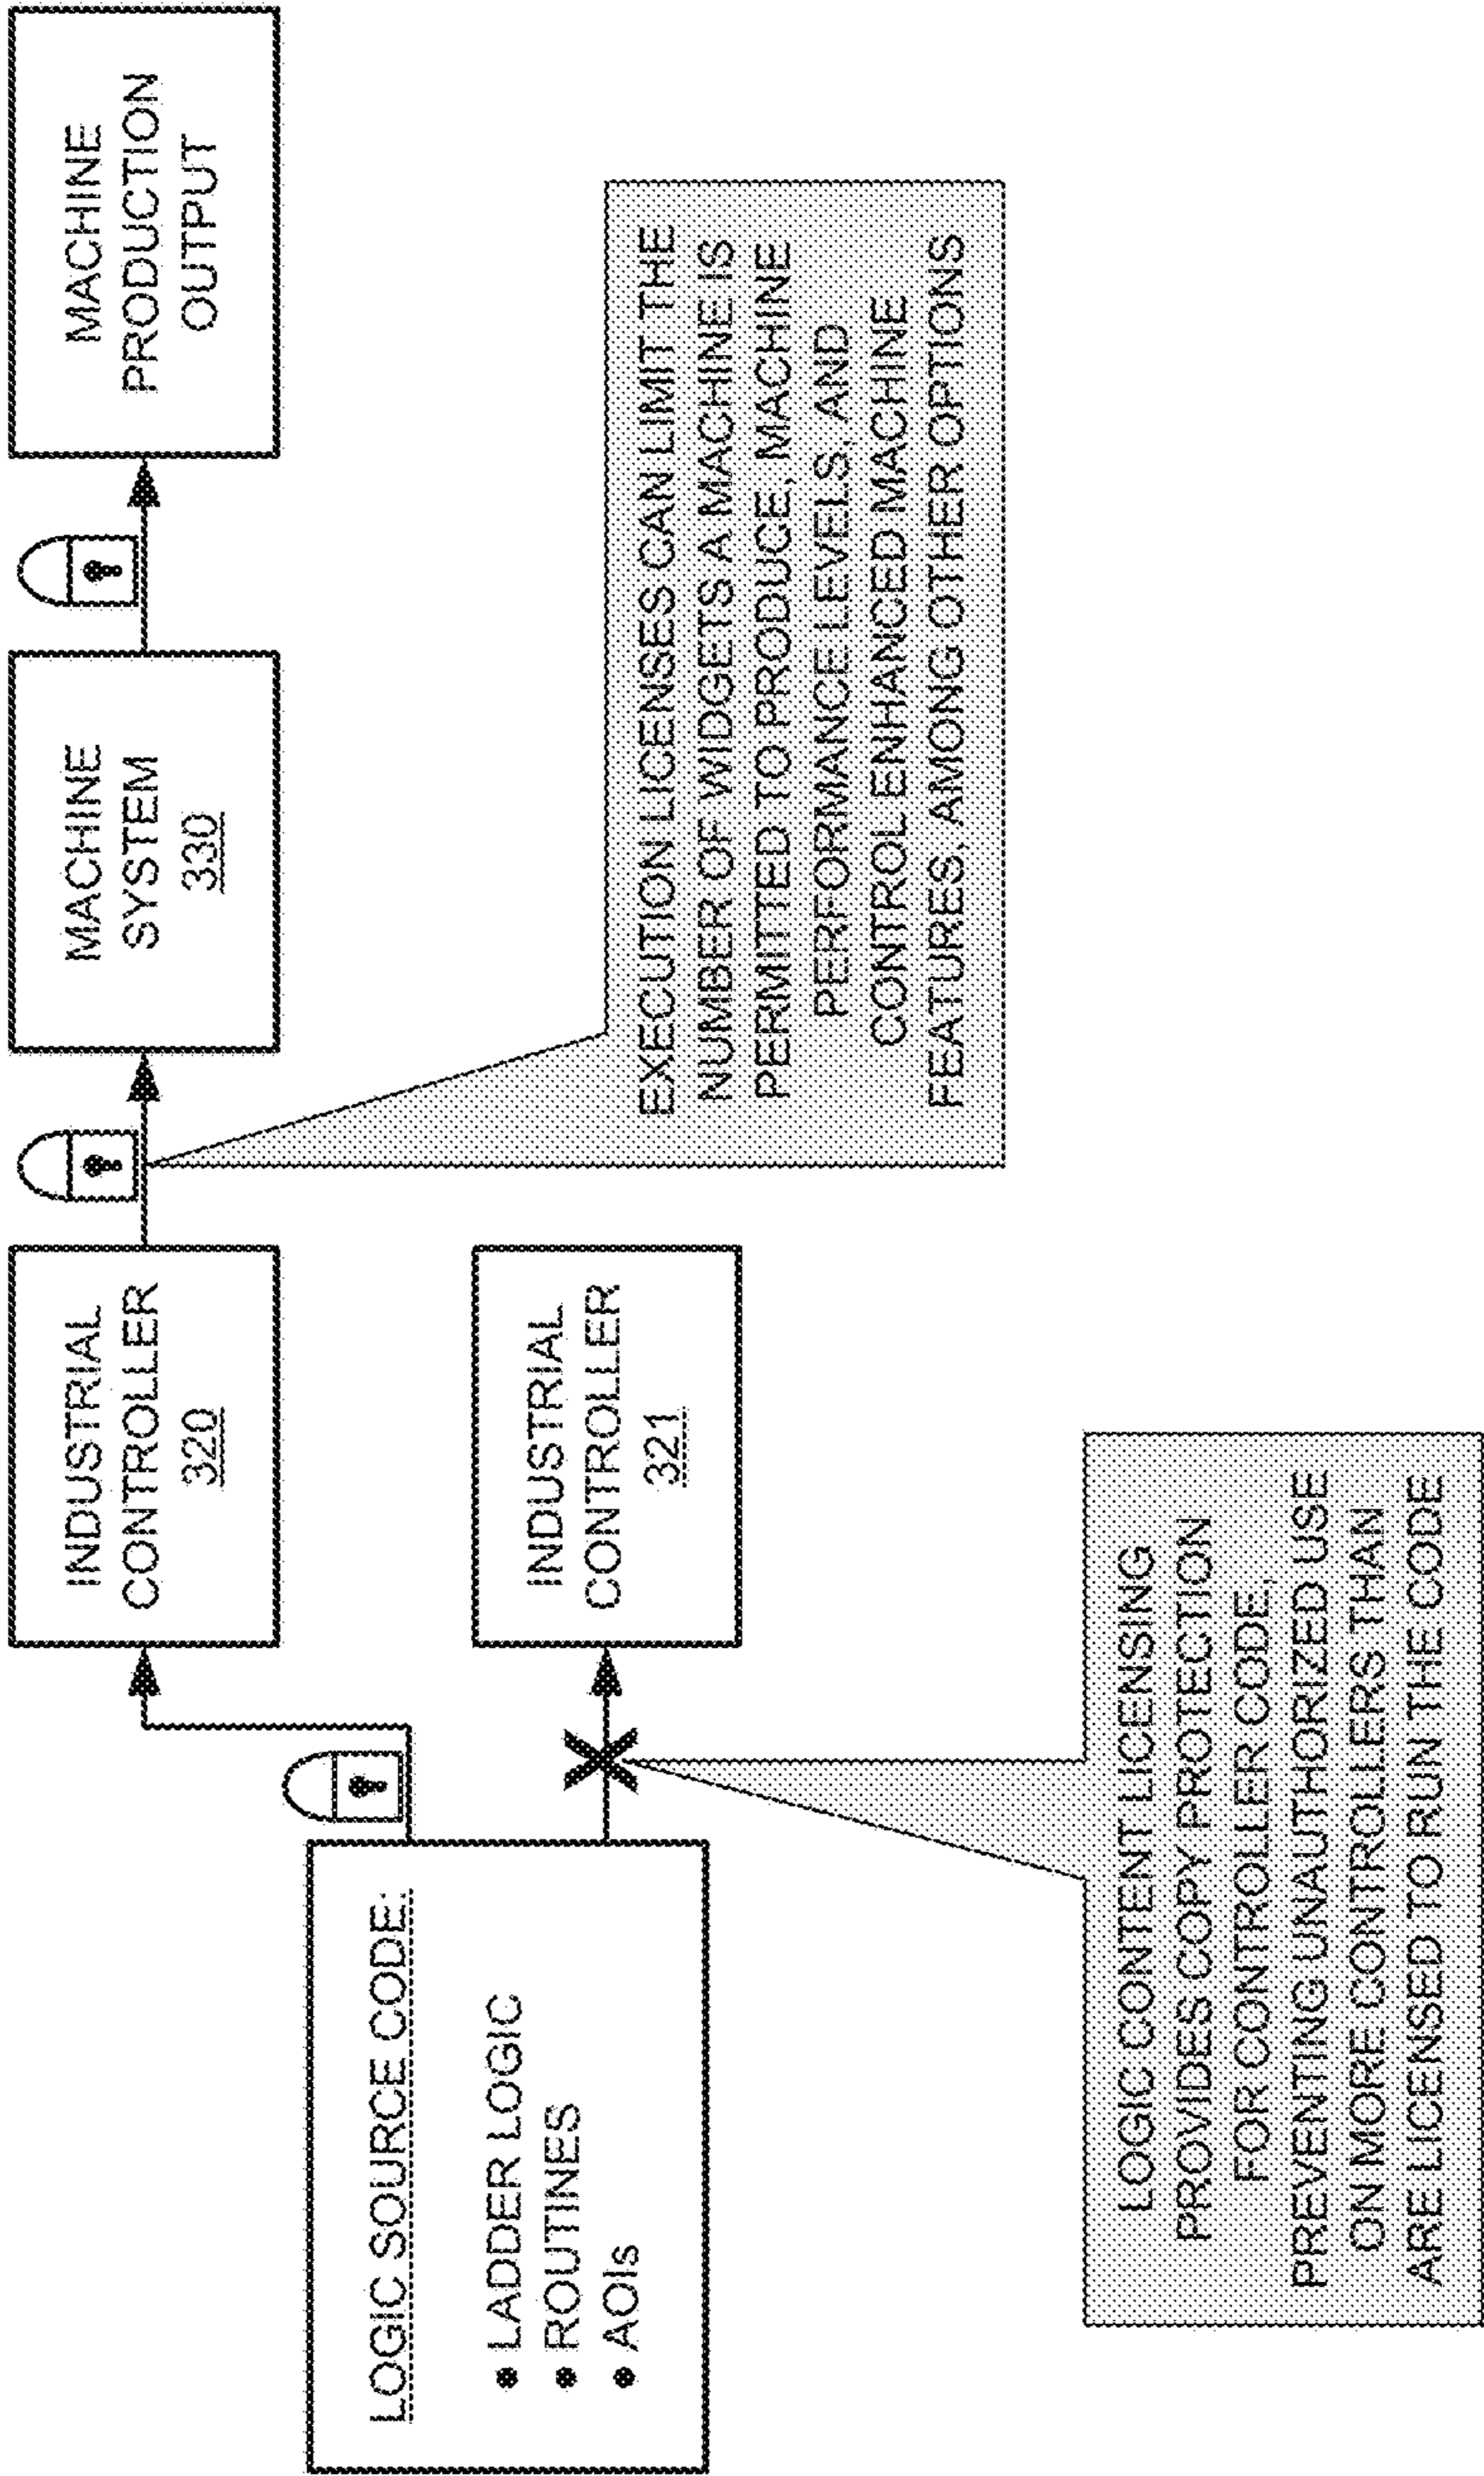 LOGIC SOURCE CODE:
• LADDER LOGIC
• ROUTINES
• AOIs
INDUSTRIAL
CONTROLLER
320
INDUSTRIAL
CONTROLLER
321
MACHINE
SYSTEM
330
MACHINE
PRODUCTION
OUTPUT
EXECUTION LICENSES CAN LIMIT THE
NUMBER OF WIDGETS A MACHINE IS
PERMITTED TO PRODUCE, MACHINE
PERFORMANCE LEVELS, AND
CONTROL ENHANCED MACHINE
FEATURES, AMONG OTHER OPTIONS
LOGIC CONTENT LICENSING
PROVIDES COPY PROTECTION
FOR CONTROLLER CODE,
PREVENTING UNAUTHORIZED USE
ON MORE CONTROLLERS THAN
ARE LICENSED TO RUN THE CODE